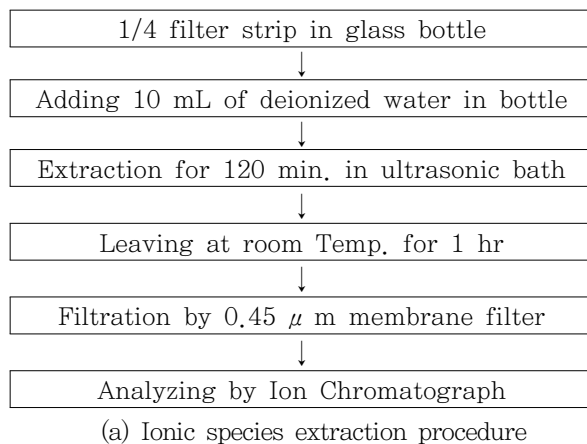 1/4 filter strip in glass bottle
Adding 10 mL of deionized water in bottle
Extraction for 120 min. in ultrasonic bath
Leaving at room Temp. for 1 hr
Filtration by 0.45 μm membrane filter
Analyzing by Ion Chromatograph
(a) Ionic species extraction procedure